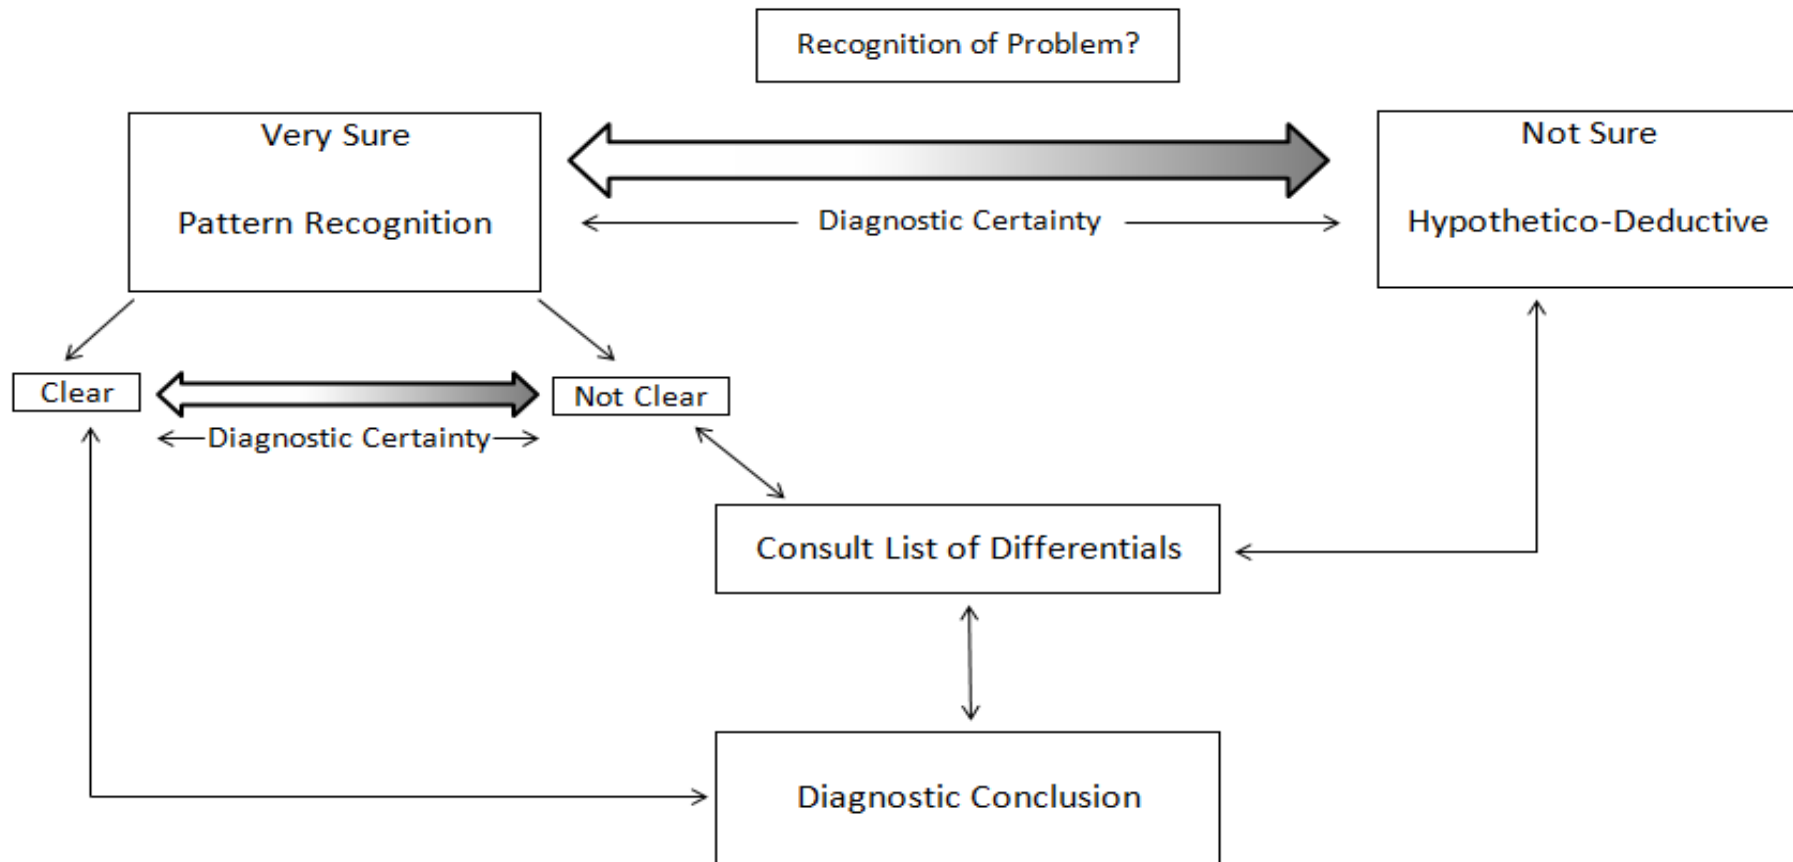 Recognition of Problem?
Very Sure
Pattern Recognition
Diagnostic Certainty
Not Sure
Hypothetico-Deductive
Clear
Diagnostic Certainty
Not Clear
Consult List of Differentials
Diagnostic Conclusion